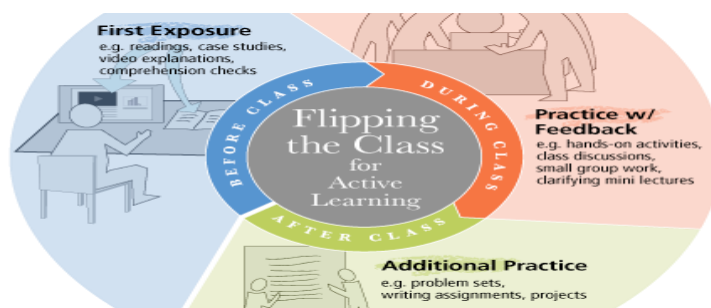 First Exposure
e.g. readings, case studies,
video explanations,
comprehension checks
BEFORE CLASS
DURING CLASS
Flipping
the Class
for
Active
Learning
Practice w/
Feedback
e.g. hands-on activities,
class discussions,
small group work,
clarifying mini lectures
AFTER CLASS
Additional Practice
e.g. problem sets,
writing assignments, projects